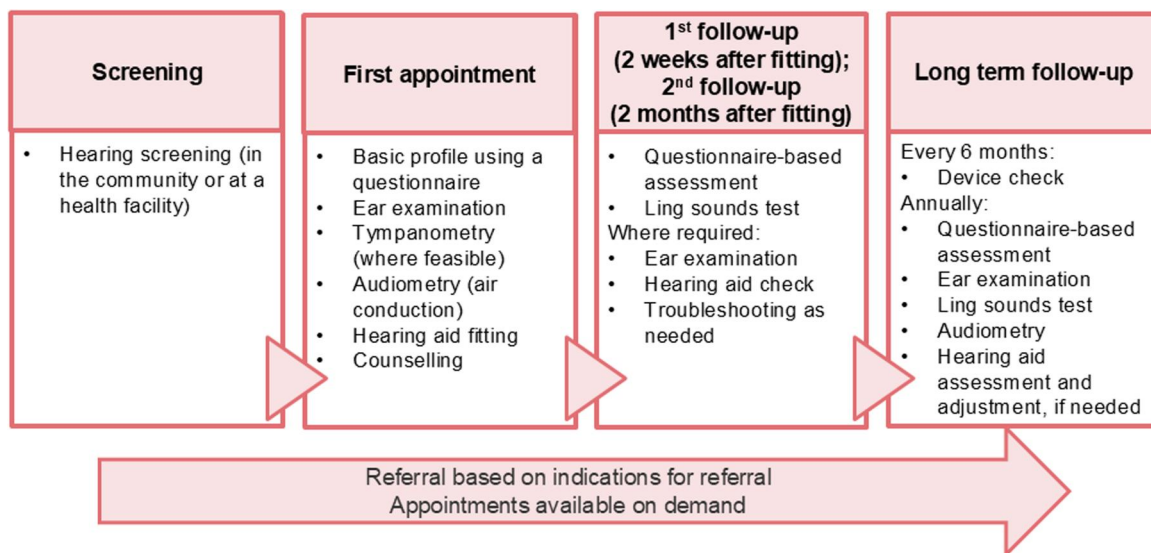 Screening
• Hearing screening (in
the community or at a
health facility)
First appointment
• Basic profile using a
questionnaire
• Ear examination
• Tympanometry
(where feasible)
• Audiometry (air
conduction)
• Hearing aid fitting
• Counselling
1st follow-up
(2 weeks after fitting);
2nd follow-up
(2 months after fitting)
• Questionnaire-based
assessment
• Ling sounds test
Where required:
• Ear examination
• Hearing aid check
• Troubleshooting as
needed
Long term follow-up
Every 6 months:
• Device check
Annually:
• Questionnaire-based
assessment
• Ear examination
• Ling sounds test
• Audiometry
• Hearing aid
assessment and
adjustment, if needed
Referral based on indications for referral
Appointments available on demand